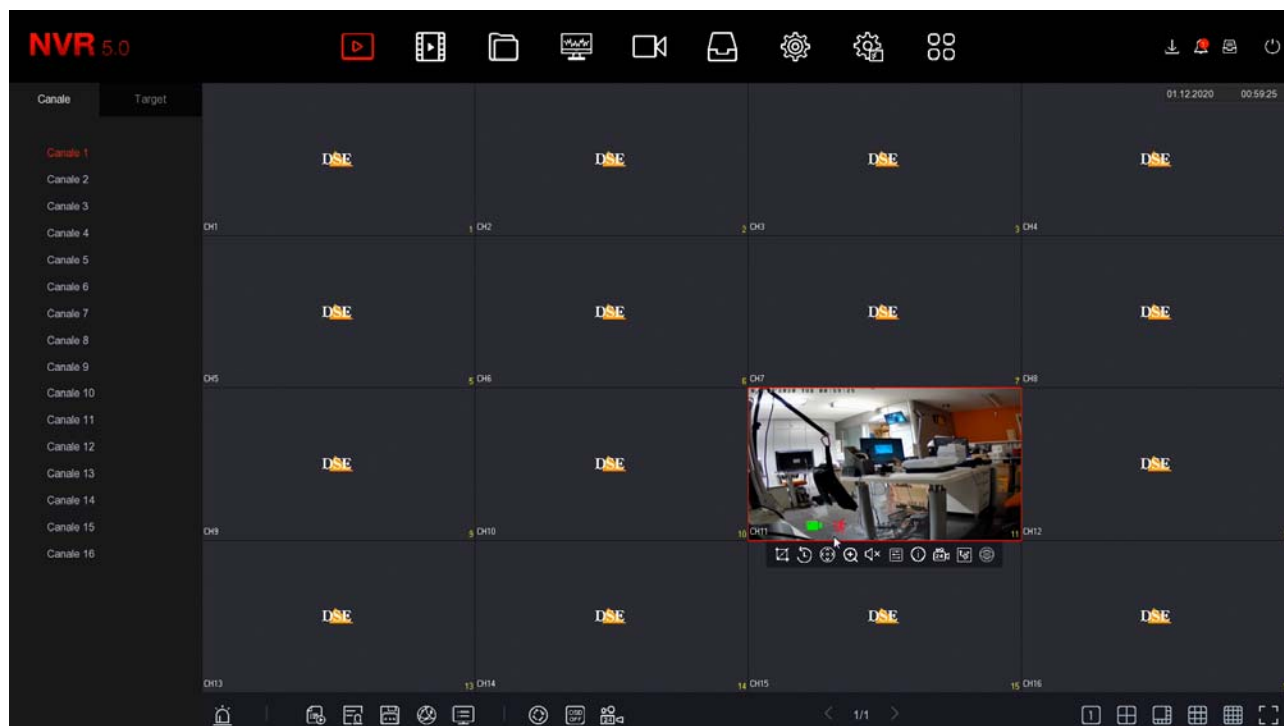 NVR 5.0
Canale Target
01.12.2020 00:59:25
Canale 1
Canale 2
Canale 3
Canale 4
Canale 5
Canale 6
Canale 7
Canale 8
Canale 9
Canale 10
Canale 11
Canale 12
Canale 13
Canale 14
Canale 15
Canale 16
DSE DSE DSE DSE
CH1 1 CH2 2 CH3 3 CH4
DSE DSE DSE DSE
CH5 5 CH6 6 CH7 7 CH8
DSE DSE DSE
CH9 9 CH10 10 CH11 11 CH12
DSE DSE DSE DSE
CH13 13 CH14 14 CH15 15 CH16
OSD OFF
1/1
1